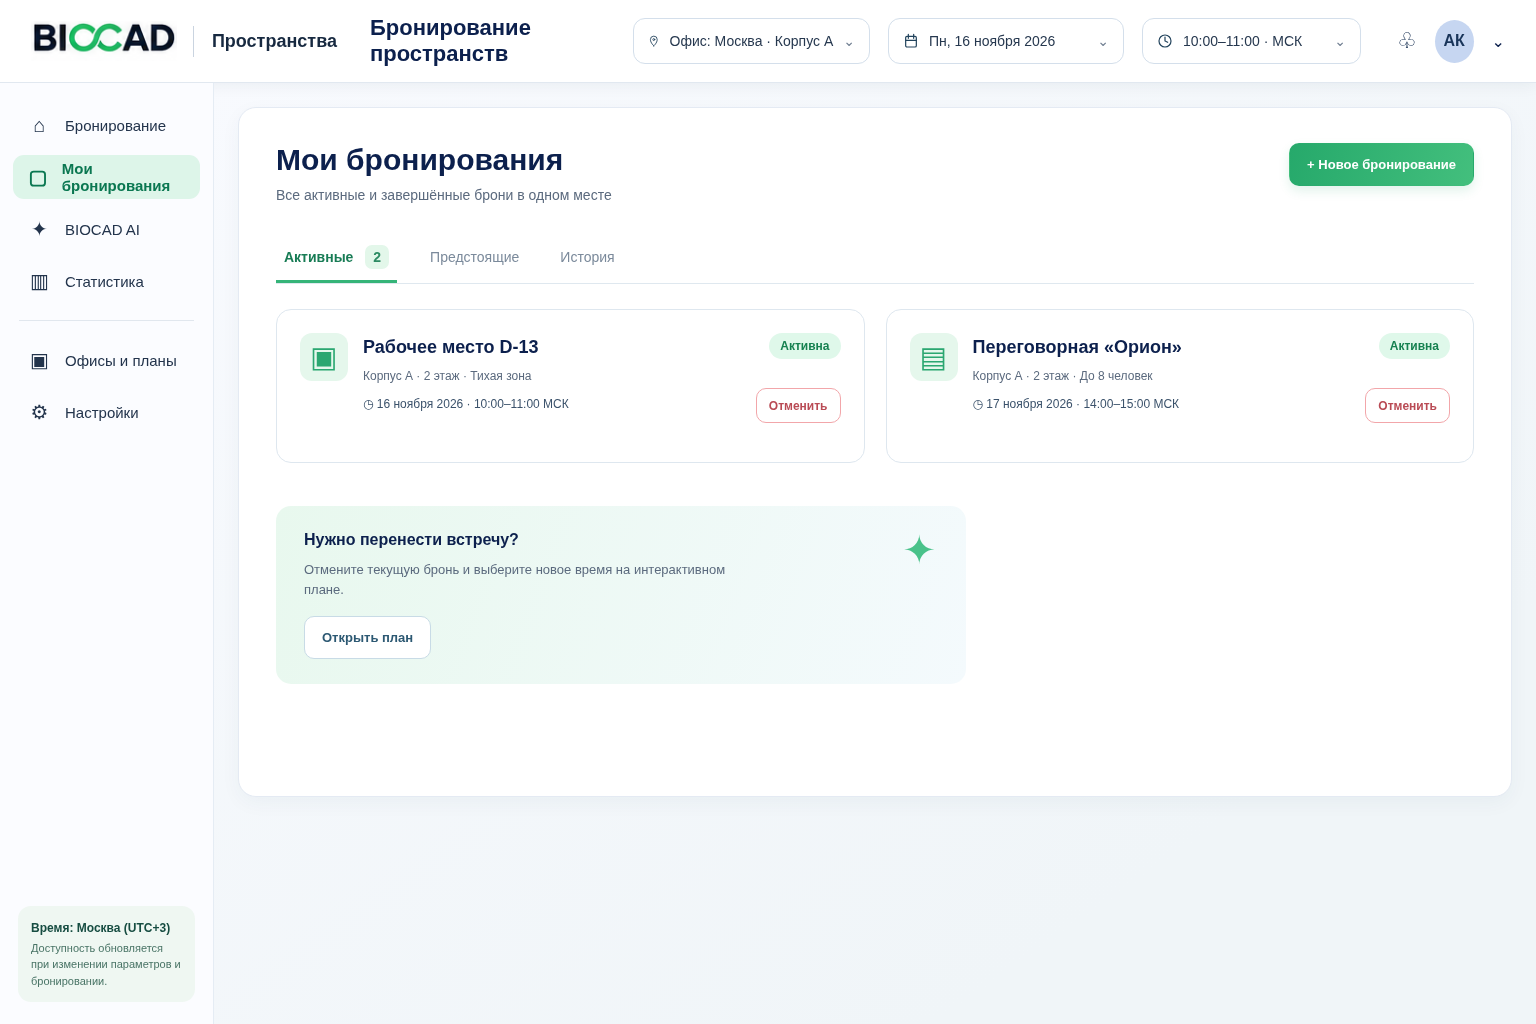 BIOCAD
Пространства
Бронирование
пространств
Офис: Москва · Корпус А
Пн, 16 ноября 2026
10:00–11:00 · МСК
АК
Бронирование
Мои
бронирования
BIOCAD AI
Статистика
Офисы и планы
Настройки
Время: Москва (UTC+3)
Доступность обновляется
при изменении параметров и
бронировании.
Мои бронирования
Все активные и завершённые брони в одном месте
+ Новое бронирование
Активные 2
Предстоящие
История
Рабочее место D-13
Активна
Корпус А · 2 этаж · Тихая зона
16 ноября 2026 · 10:00–11:00 МСК
Отменить
Переговорная «Орион»
Активна
Корпус А · 2 этаж · До 8 человек
17 ноября 2026 · 14:00–15:00 МСК
Отменить
Нужно перенести встречу?
Отмените текущую бронь и выберите новое время на интерактивном
плане.
Открыть план